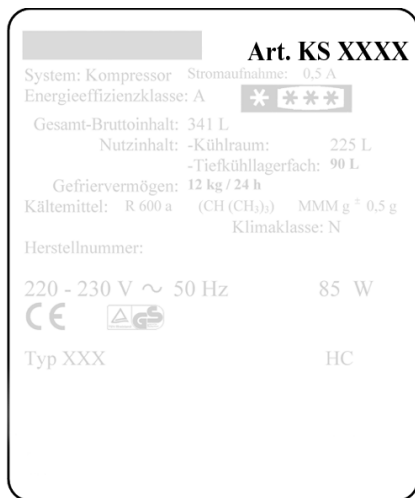 Art. KS XXXX
System: Kompressor Stromaufnahme: 0,5 A
Energieeffizienzklasse: A
Gesamt-Bruttoinhalt: 341 L
Nutzinhalt: -Kühlraum: 225 L
-Tiefkühllagerfach: 90 L
Gefriervermögen: 12 kg / 24 h
Kältemittel: R 600 a (CH (CH₃)₃) MMM g ± 0,5 g
Klimaklasse: N
Herstellnummer:
220 - 230 V ~ 50 Hz 85 W
CE GS
Typ XXX HC